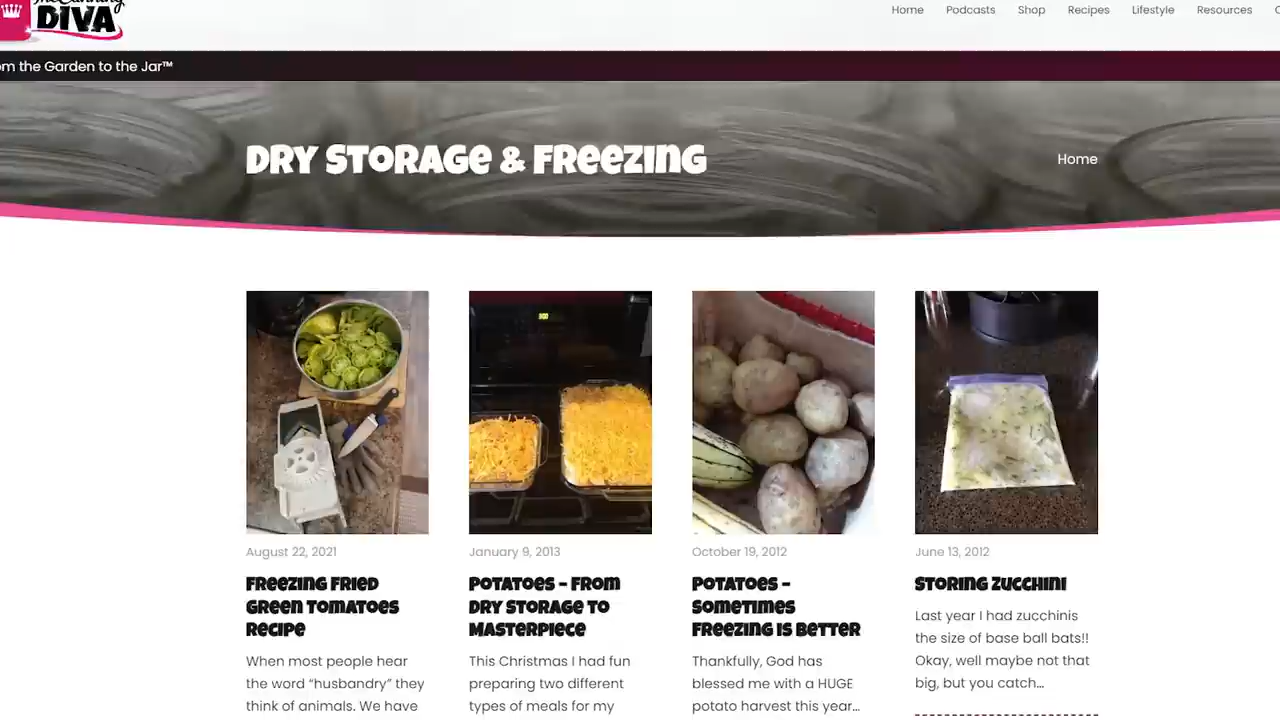 DIVA
Home Podcasts Shop Recipes Lifestyle Resources
om the Garden to the Jar™
Dry Storage & Freezing
Home
August 22, 2021
Freezing Fried
Green Tomatoes
Recipe
When most people hear
the word “husbandry” they
think of animals. We have
January 9, 2013
Potatoes – From
Dry Storage to
Masterpiece
This Christmas I had fun
preparing two different
types of meals for my
October 19, 2012
Potatoes –
Sometimes
Freezing is Better
Thankfully, God has
blessed me with a HUGE
potato harvest this year...
June 13, 2012
Storing Zucchini
Last year I had zucchinis
the size of base ball bats!!
Okay, well maybe not that
big, but you catch...